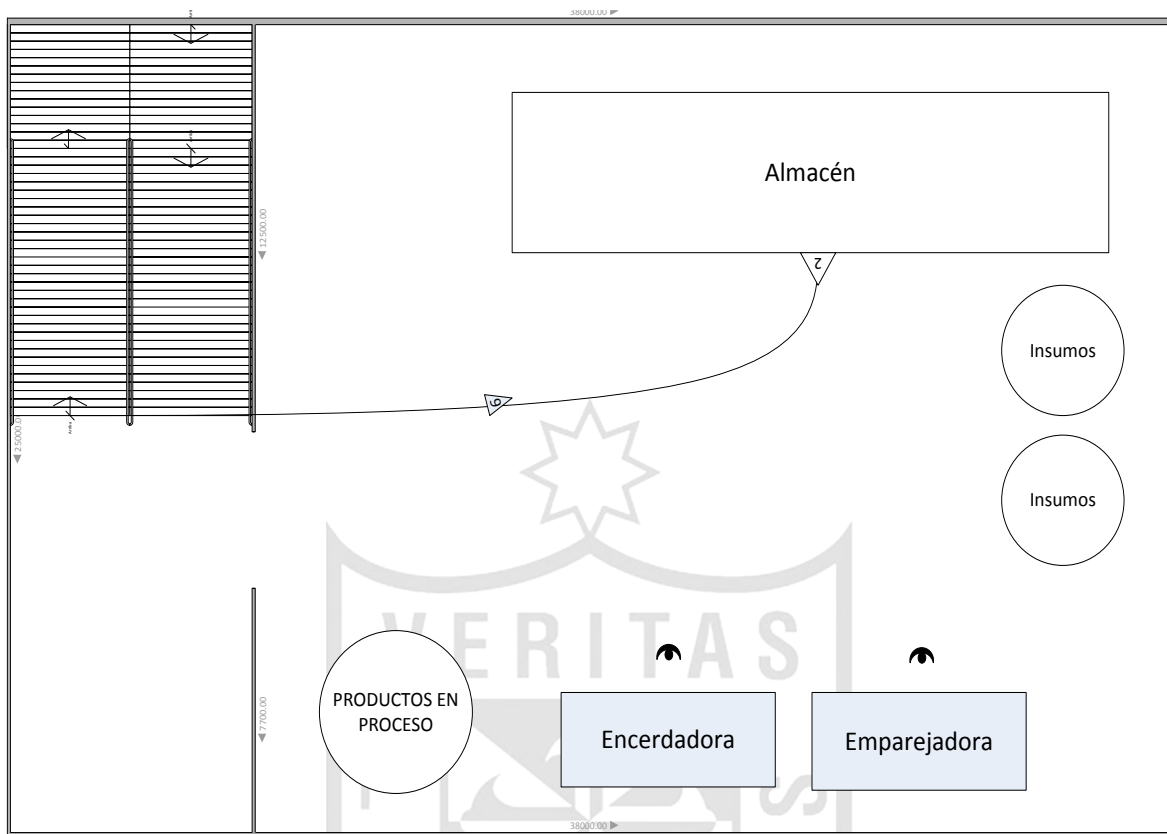 38000.00
Almacén
12500.00
2
Insumos
6
25000.0
Insumos
VERITAS
PRODUCTOS EN
PROCESO
7700.00
Encerdadora
Emparejadora
S
38000.00